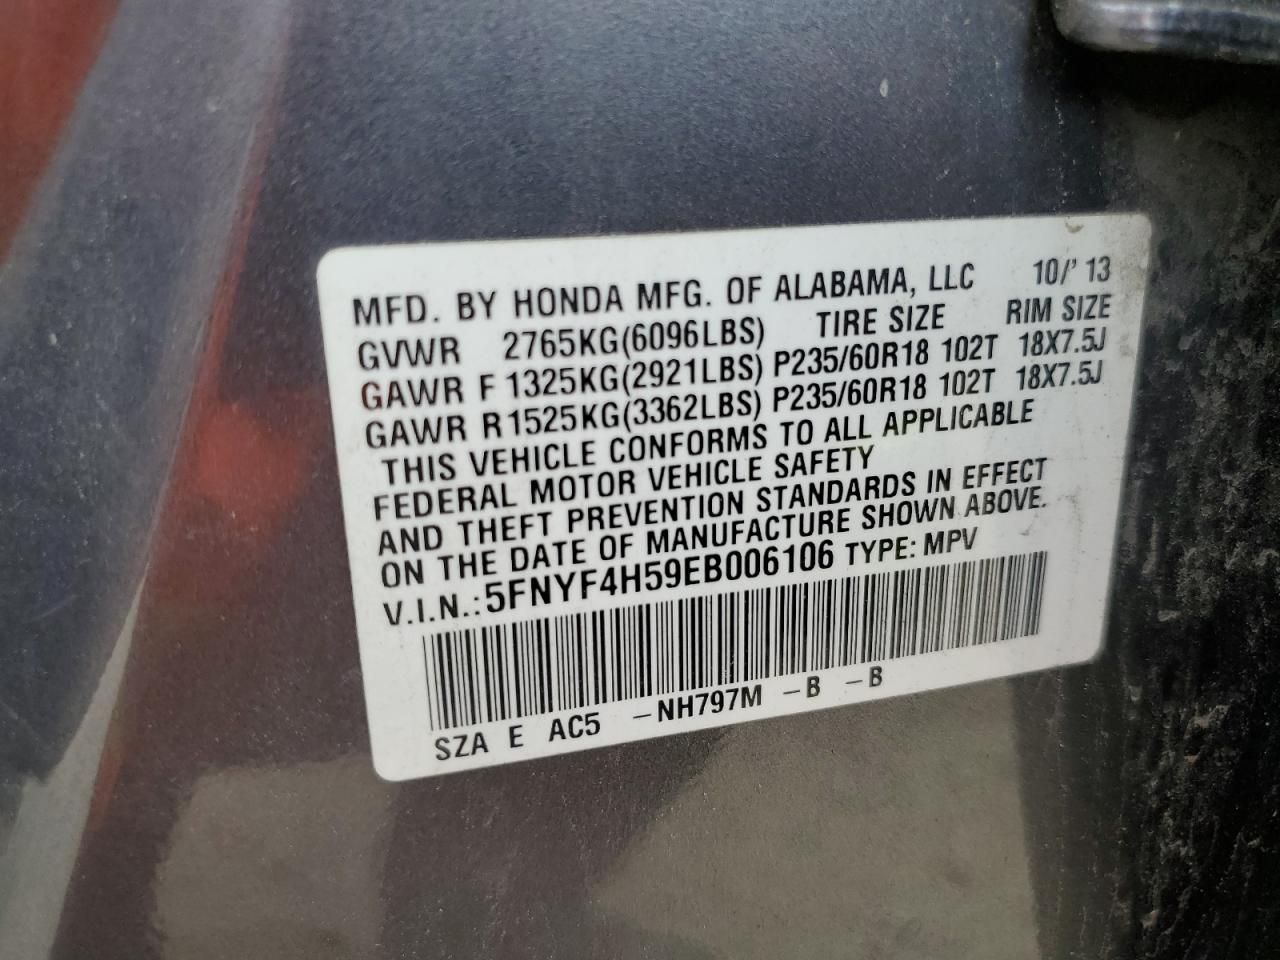 MFD. BY HONDA MFG. OF ALABAMA, LLC 10/' 13
GVWR 2765KG(6096LBS) TIRE SIZE RIM SIZE
GAWR F 1325KG(2921LBS) P235/60R18 102T 18X7.5J
GAWR R 1525KG(3362LBS) P235/60R18 102T 18X7.5J
THIS VEHICLE CONFORMS TO ALL APPLICABLE
FEDERAL MOTOR VEHICLE SAFETY
AND THEFT PREVENTION STANDARDS IN EFFECT
ON THE DATE OF MANUFACTURE SHOWN ABOVE.
V.I.N.: 5FNYF4H59EB006106 TYPE: MPV
SZA E AC5 -NH797M -B -B